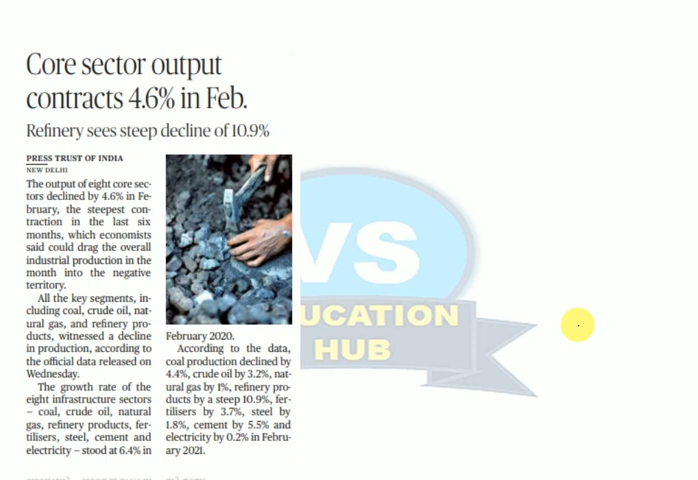 Core sector output
contracts 4.6% in Feb.
Refinery sees steep decline of 10.9%
PRESS TRUST OF INDIA
NEW DELHI
The output of eight core sec-
tors declined by 4.6% in Fe-
bruary, the steepest con-
traction in the last six
months, which economists
said could drag the overall
industrial production in the
month into the negative
territory.
All the key segments, in-
cluding coal, crude oil, nat-
ural gas, and refinery pro-
ducts, witnessed a decline
in production, according to
the official data released on
Wednesday.
The growth rate of the
eight infrastructure sectors
– coal, crude oil, natural
gas, refinery products, fer-
tilisers, steel, cement and
electricity – stood at 6.4% in
February 2020.
According to the data,
coal production declined by
4.4%, crude oil by 3.2%, nat-
ural gas by 1%, refinery pro-
ducts by a steep 10.9%, fer-
tilisers by 3.7%, steel by
1.8%, cement by 5.5% and
electricity by 0.2% in Febru-
ary 2021.
VS
UCATION
HUB